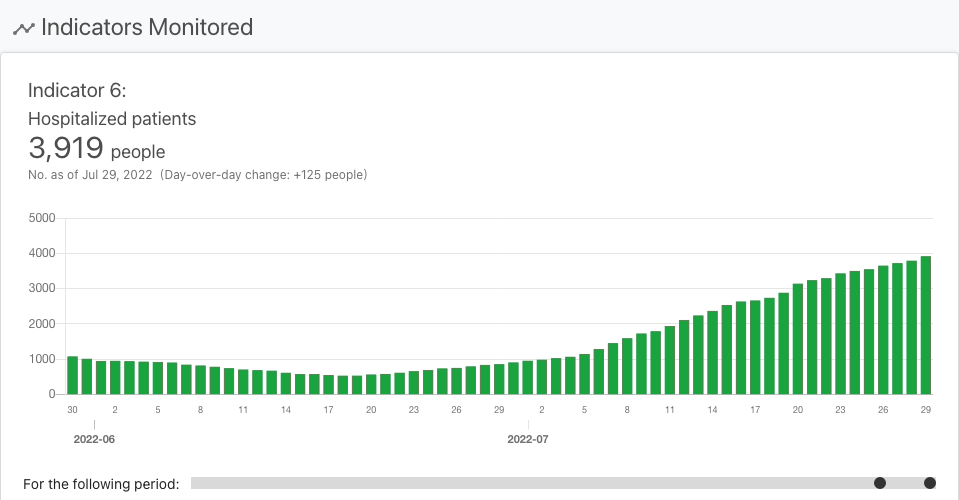 Indicators Monitored
Indicator 6:
Hospitalized patients
3,919 people
No. as of Jul 29, 2022 (Day-over-day change: +125 people)
5000
4000
3000
2000
1000
0
30 2 5 8 11 14 17 20 23 26 29 2 5 8 11 14 17 20 23 26 29
2022-06 2022-07
For the following period: